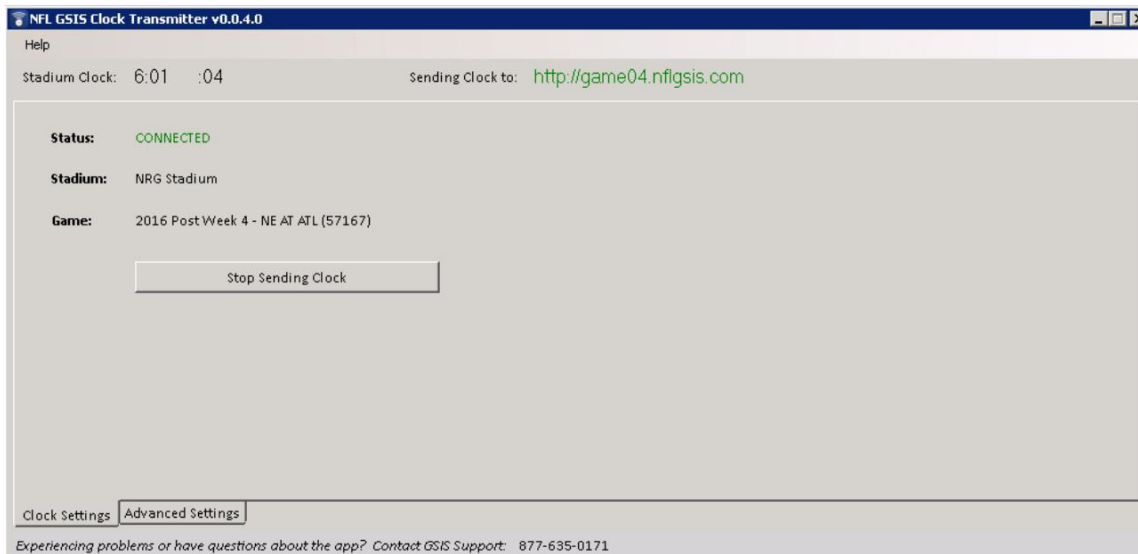 NFL GSIS Clock Transmitter v0.0.4.0
Help
Stadium Clock: 6:01 :04 Sending Clock to: http://game04.nflgsis.com
Status: CONNECTED
Stadium: NRG Stadium
Game: 2016 Post Week 4 - NE AT ATL (57167)
Stop Sending Clock
Clock Settings Advanced Settings
Experiencing problems or have questions about the app? Contact GSIS Support: 877-635-0171